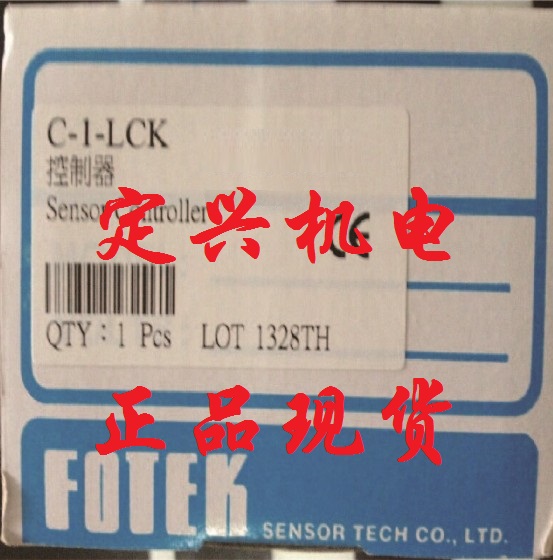 C-1-LCK
控制器
Sensor Controller
定兴机电
CE
QTY：1 Pcs LOT 1328TH
正品现货
FOTEK
SENSOR TECH CO., LTD.